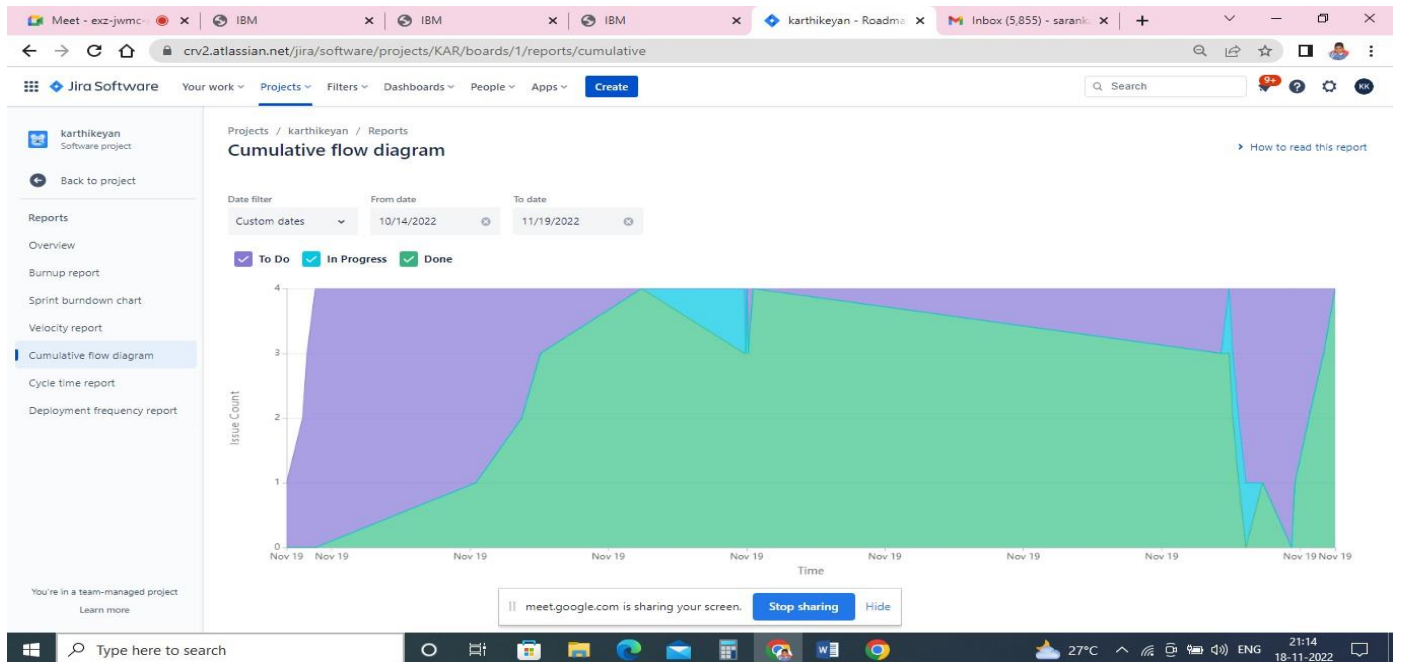 Meet - exz-jwmc- IBM IBM IBM karthikeyan - Roadma Inbox (5,855) - sarank
crv2.atlassian.net/jira/software/projects/KAR/boards/1/reports/cumulative
Jira Software Your work Projects Filters Dashboards People Apps Create Search 9+ KK
karthikeyan
Software project
Back to project
Reports
Overview
Burnup report
Sprint burndown chart
Velocity report
Cumulative flow diagram
Cycle time report
Deployment frequency report
You're in a team-managed project
Learn more
Projects / karthikeyan / Reports
Cumulative flow diagram
How to read this report
Date filter From date To date
Custom dates 10/14/2022 11/19/2022
To Do In Progress Done
Issue Count
4
3
2
1
0
Nov 19 Nov 19 Nov 19 Nov 19 Nov 19 Nov 19 Nov 19 Nov 19 Nov 19 Nov 19
Time
meet.google.com is sharing your screen. Stop sharing Hide
Type here to search 27°C ENG 21:14
18-11-2022